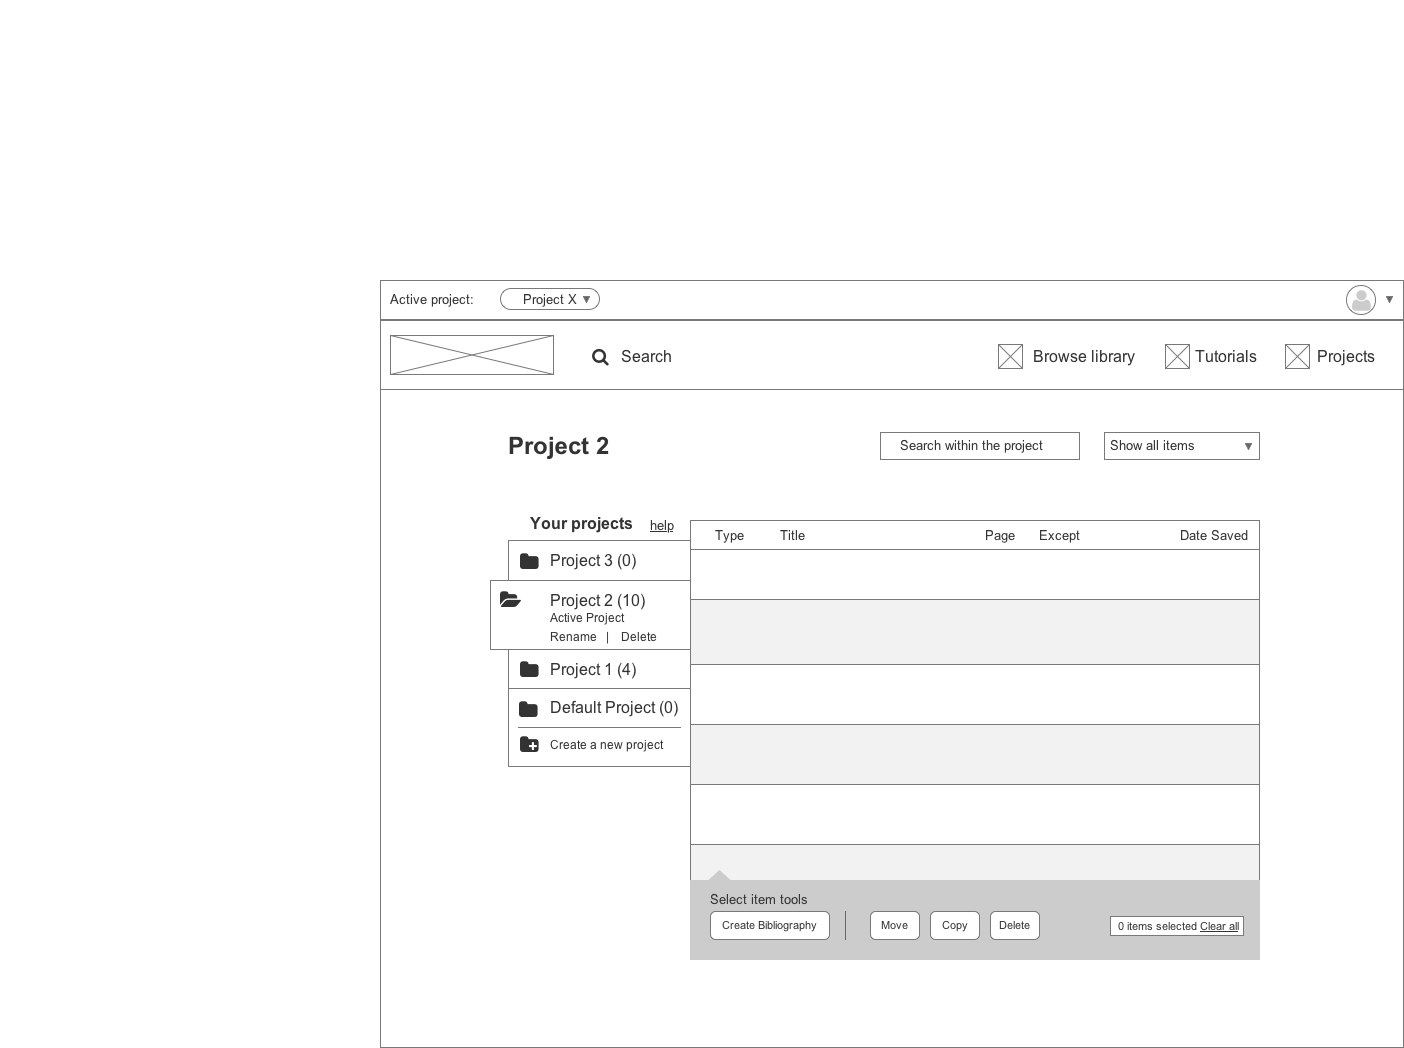 Active project: Project X
Search Browse library Tutorials Projects
Project 2 Search within the project Show all items
Your projects help
Type Title Page Except Date Saved
Project 3 (0)
Project 2 (10)
Active Project
Rename | Delete
Project 1 (4)
Default Project (0)
Create a new project
Select item tools
Create Bibliography Move Copy Delete 0 items selected Clear all